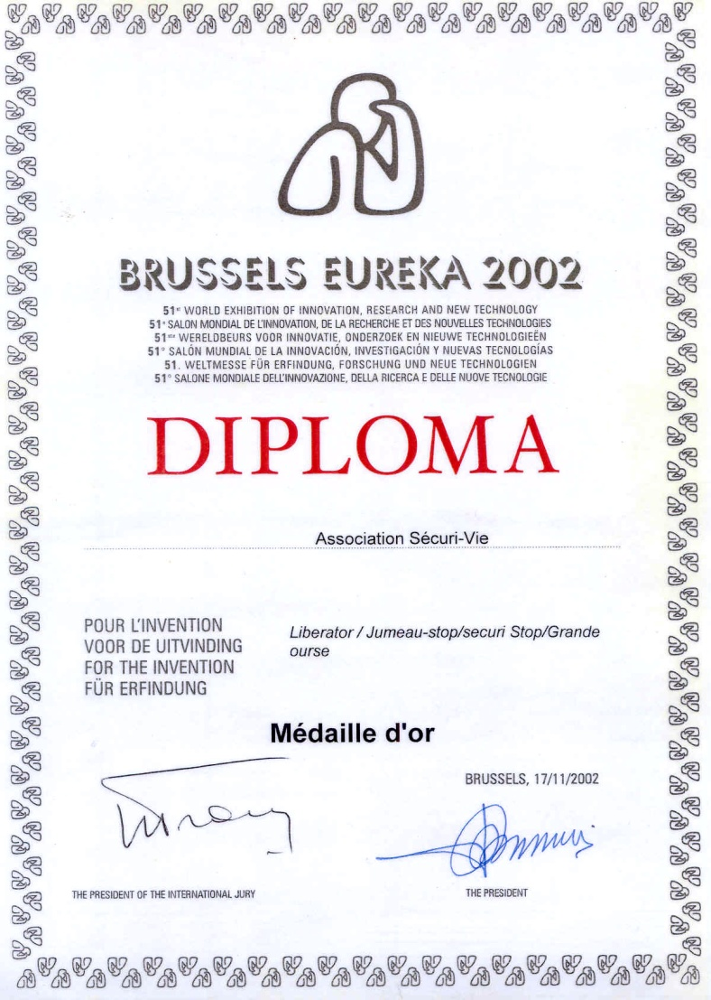 BRUSSELS EUREKA 2002
51st WORLD EXHIBITION OF INNOVATION, RESEARCH AND NEW TECHNOLOGY
51e SALON MONDIAL DE L'INNOVATION, DE LA RECHERCHE ET DES NOUVELLES TECHNOLOGIES
51ste WERELDBEURS VOOR INNOVATIE, ONDERZOEK EN NIEUWE TECHNOLOGIEËN
51° SALÓN MUNDIAL DE LA INNOVACIÓN, INVESTIGACIÓN Y NUEVAS TECNOLOGÍAS
51. WELTMESSE FÜR ERFINDUNG, FORSCHUNG UND NEUE TECHNOLOGIEN
51° SALONE MONDIALE DELL'INNOVAZIONE, DELLA RICERCA E DELLE NUOVE TECNOLOGIE
DIPLOMA
Association Sécuri-Vie
POUR L'INVENTION
VOOR DE UITVINDING
FOR THE INVENTION
FÜR ERFINDUNG
Liberator / Jumeau-stop/securi Stop/Grande
ourse
Médaille d'or
BRUSSELS, 17/11/2002
THE PRESIDENT OF THE INTERNATIONAL JURY
THE PRESIDENT